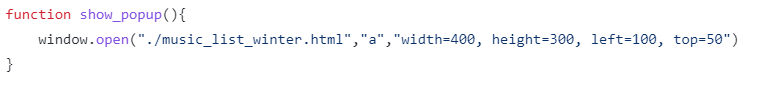 function show_popup(){
    window.open("./music_list_winter.html","a","width=400, height=300, left=100, top=50")
}